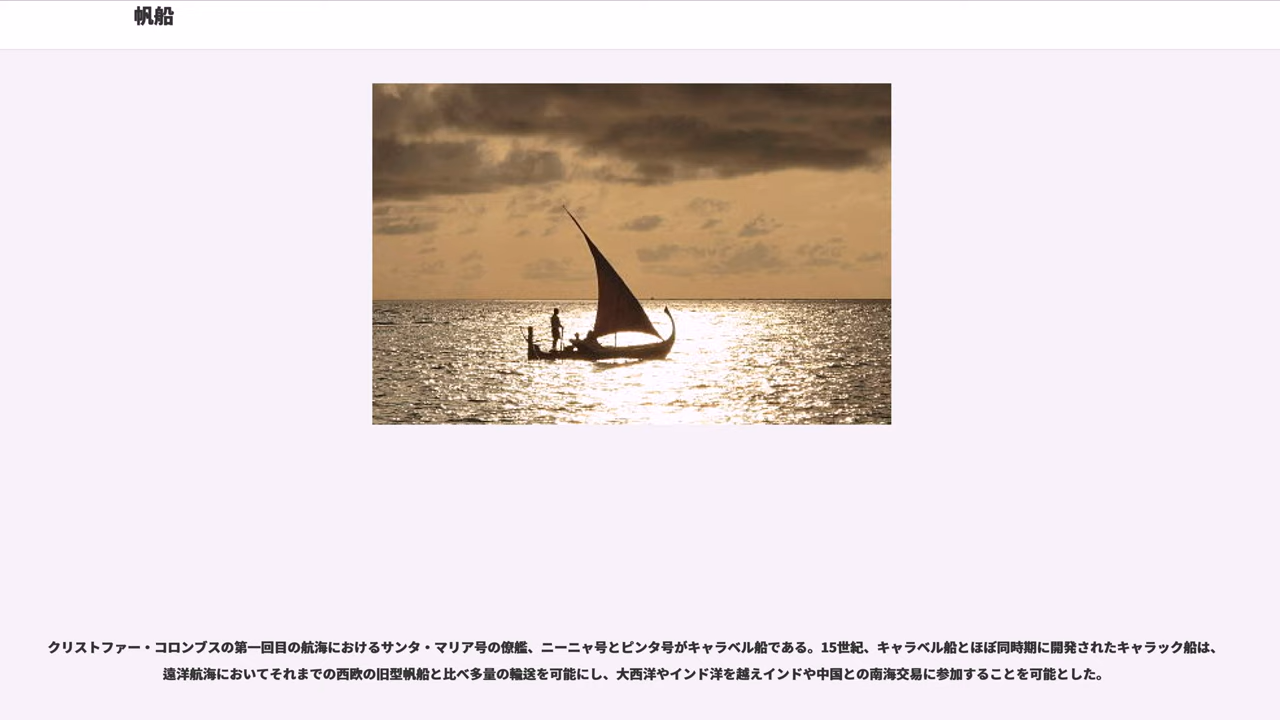 帆船
クリストファー・コロンブスの第一回目の航海におけるサンタ・マリア号の僚艦、ニーニャ号とピンタ号がキャラベル船である。15世紀、キャラベル船とほぼ同時期に開発されたキャラック船は、
遠洋航海においてそれまでの西欧の旧型帆船と比べ多量の輸送を可能にし、大西洋やインド洋を越えインドや中国との南海交易に参加することを可能とした。